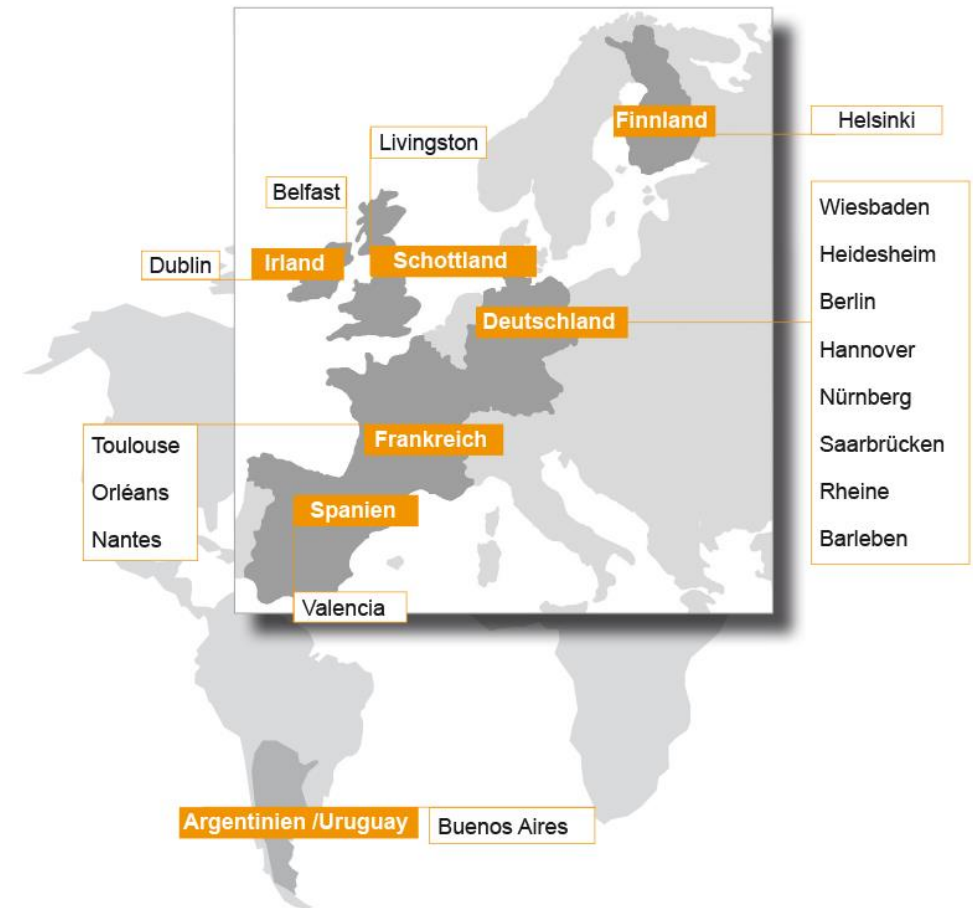 Finnland
Helsinki
Livingston
Belfast
Dublin
Irland
Schottland
Deutschland
Wiesbaden
Heidesheim
Berlin
Hannover
Nürnberg
Saarbrücken
Rheine
Barleben
Frankreich
Toulouse
Orléans
Nantes
Spanien
Valencia
Argentinien /Uruguay
Buenos Aires